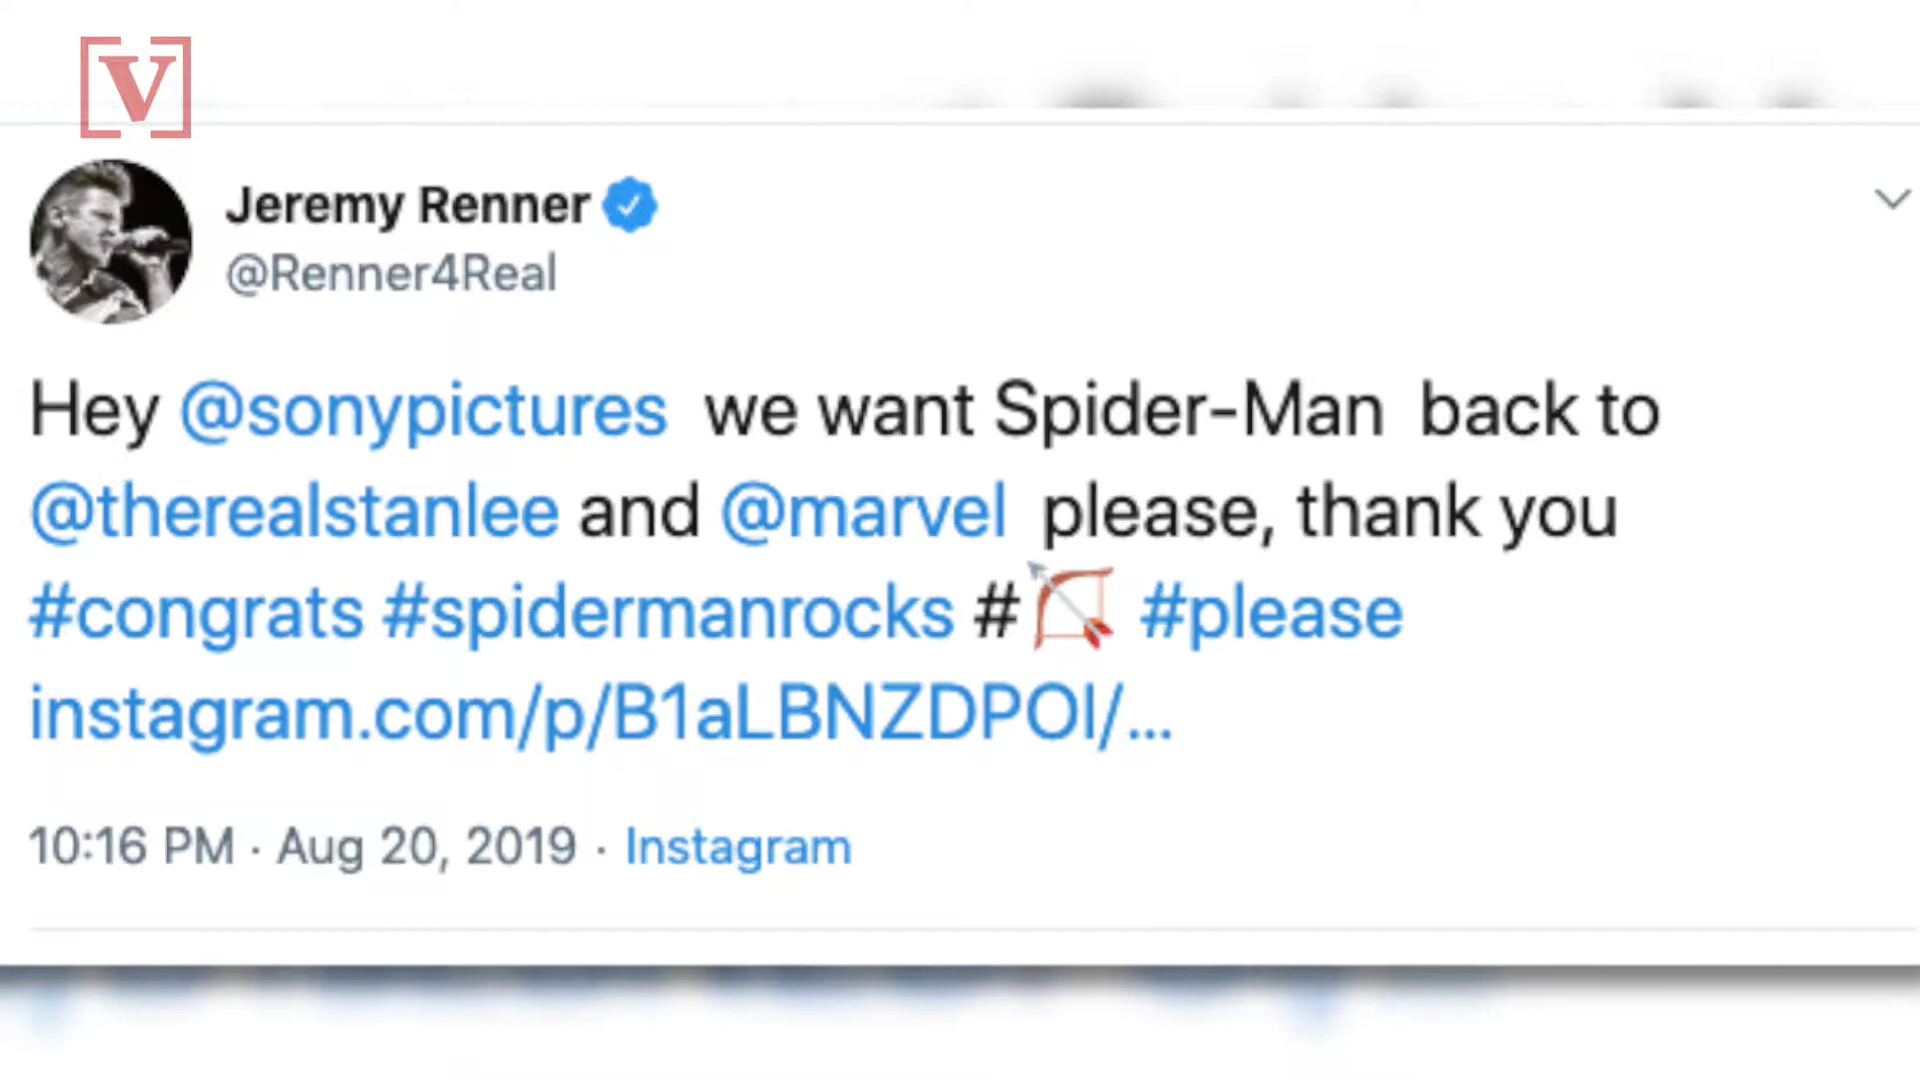 [V]
Jeremy Renner
@Renner4Real
Hey @sonypictures we want Spider-Man back to
@therealstanlee and @marvel please, thank you
#congrats #spidermanrocks #🏹 #please
instagram.com/p/B1aLBNZDPOI/...
10:16 PM · Aug 20, 2019 · Instagram